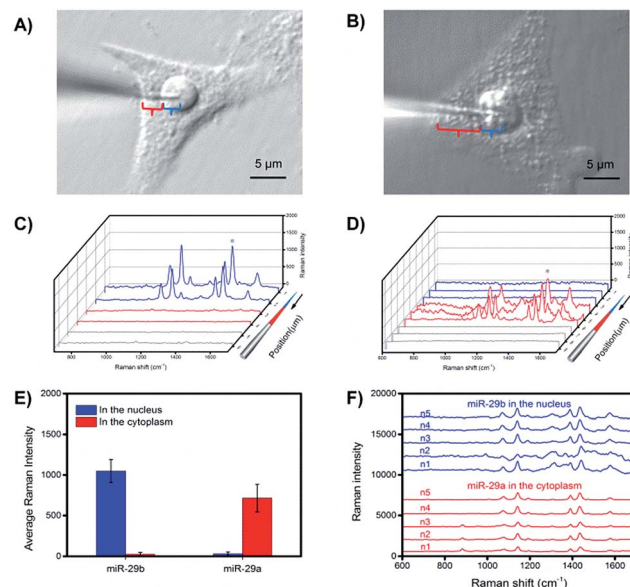 A)
B)
5 μm
5 μm
C)
D)
2000
1500
1000
500
0
Raman intensity
800 1000 1200 1400 1600
Raman shift (cm⁻¹)
Position(μm)
2000
1500
1000
500
0
Raman intensity
600 800 1000 1200 1400 1600
Raman shift (cm⁻¹)
Position(μm)
E)
Average Raman Intensity
2000
1500
1000
500
0
In the nucleus
In the cytoplasm
miR-29b miR-29a
F)
Raman intensity
20000
15000
10000
5000
0
miR-29b in the nucleus
n5
n4
n3
n2
n1
miR-29a in the cytoplasm
n5
n4
n3
n2
n1
600 800 1000 1200 1400 1600
Raman shift (cm⁻¹)